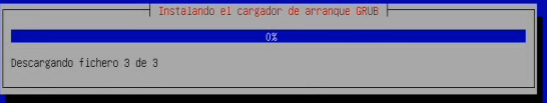 Instalando el cargador de arranque GRUB
0%
Descargando fichero 3 de 3